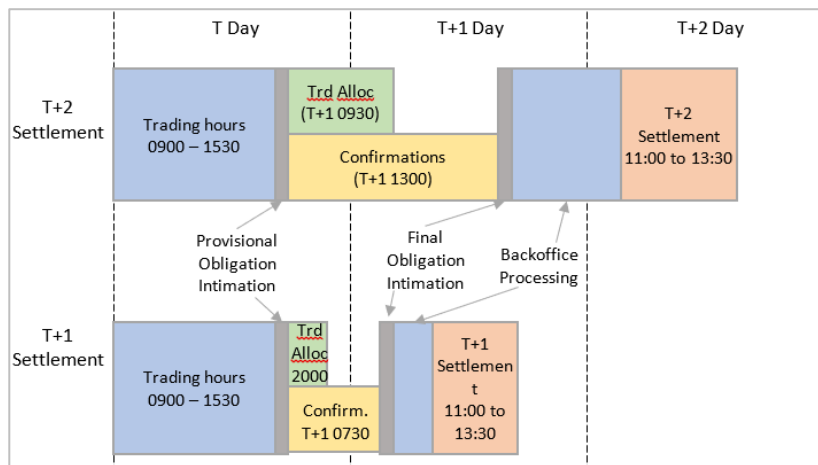 T Day
T+1 Day
T+2 Day
T+2
Settlement
Trading hours
0900 – 1530
Trd Alloc
(T+1 0930)
Confirmations
(T+1 1300)
T+2
Settlement
11:00 to 13:30
Provisional
Obligation
Intimation
Final
Obligation
Intimation
Backoffice
Processing
T+1
Settlement
Trading hours
0900 – 1530
Trd
Alloc
2000
Confirm.
T+1 0730
T+1
Settlemen
t
11:00 to
13:30